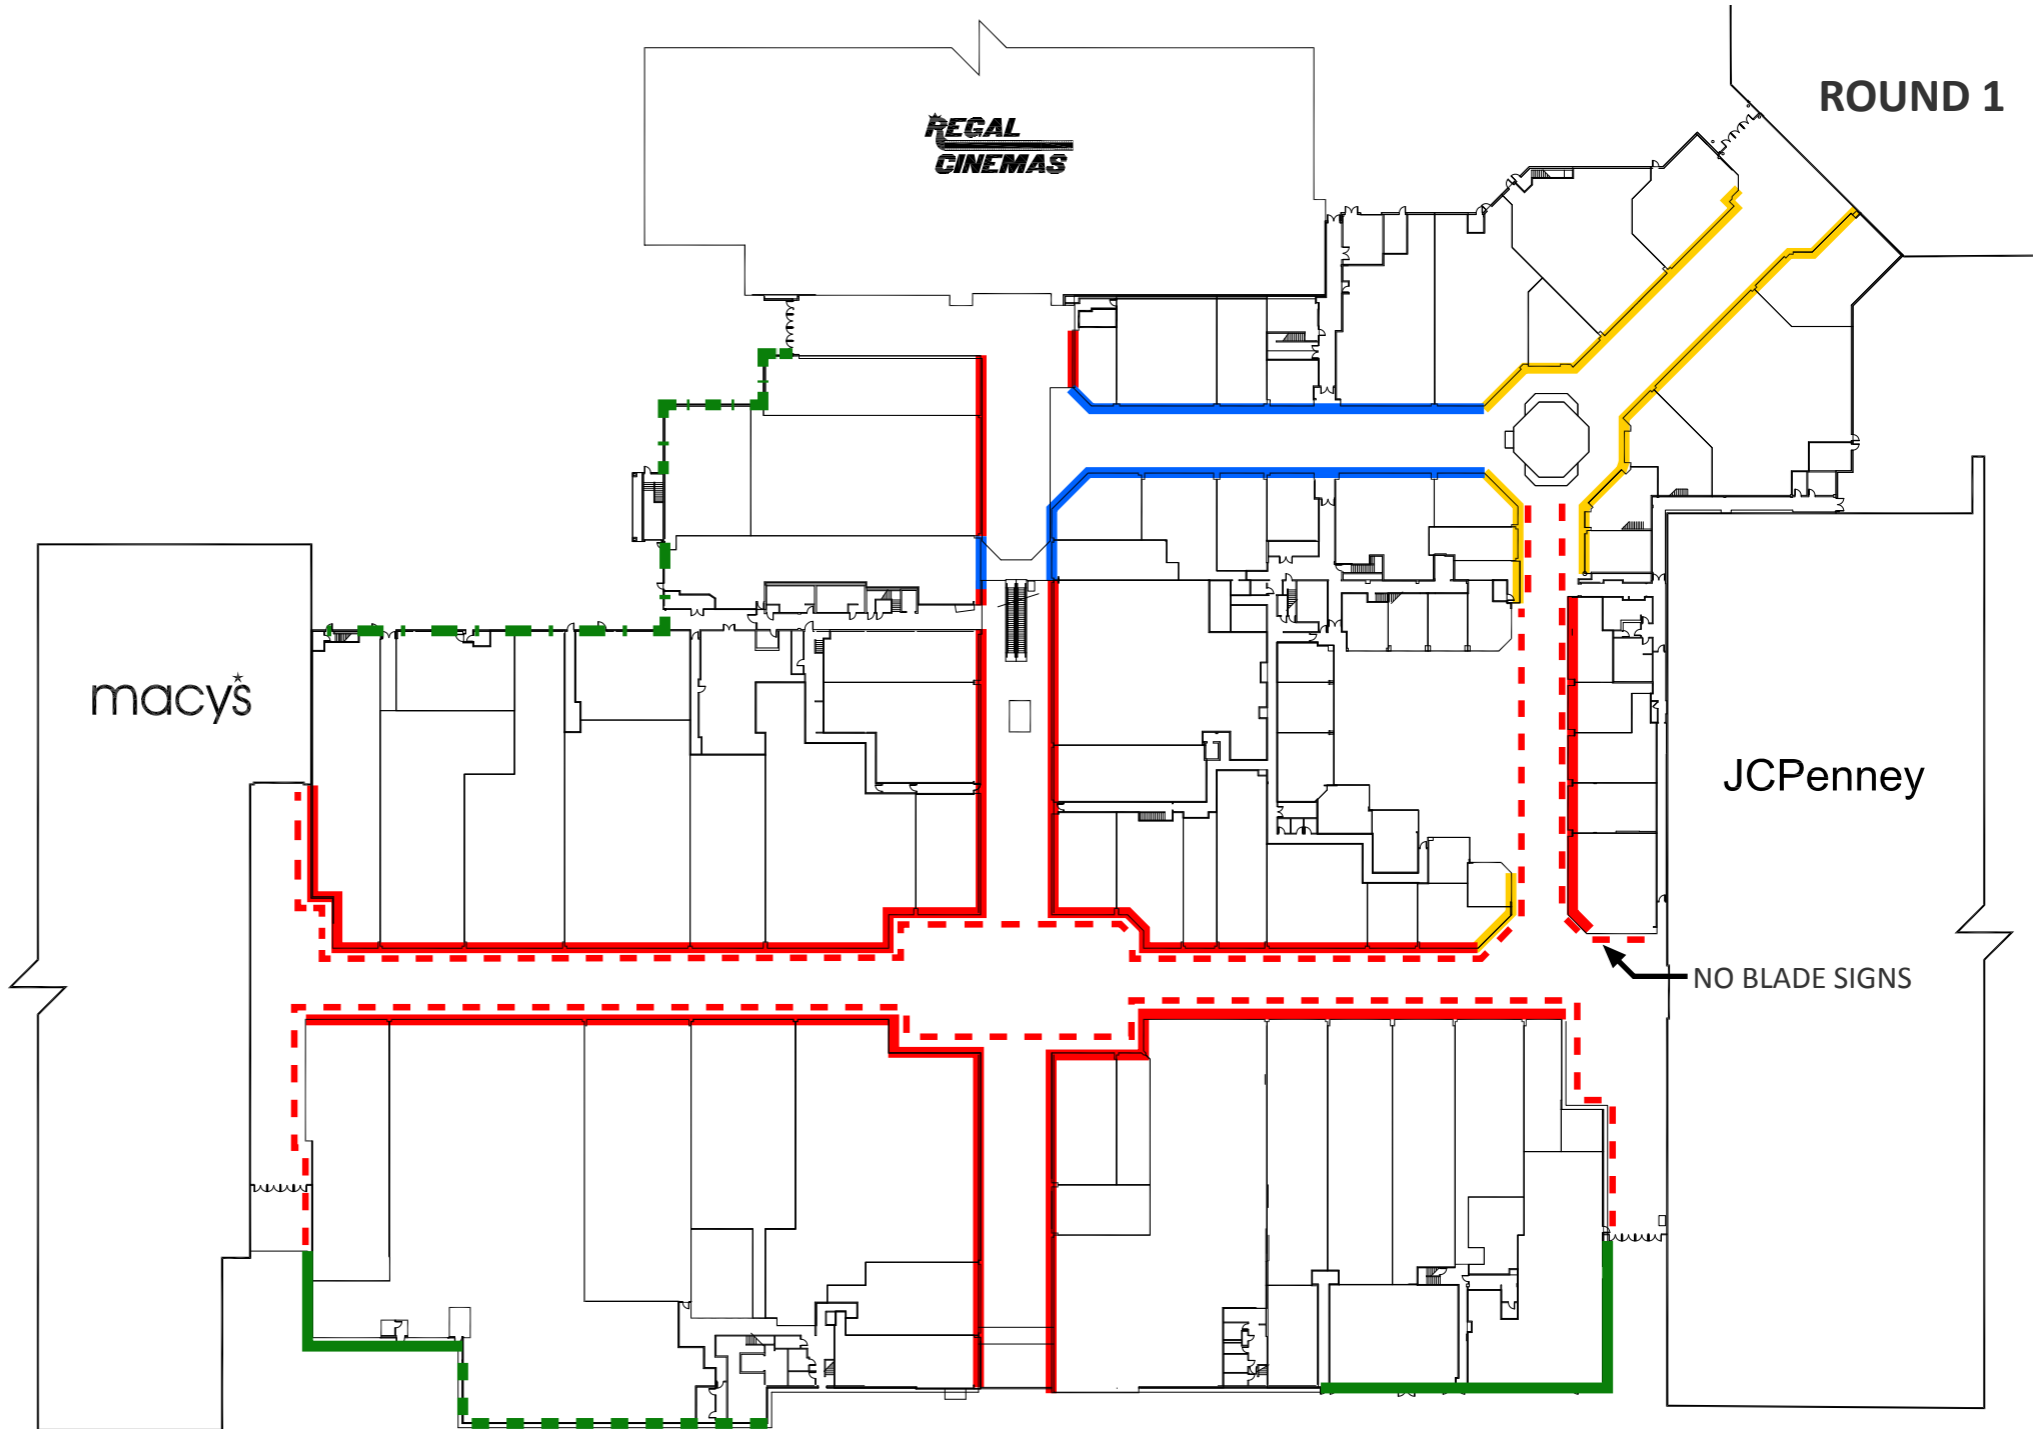 ROUND 1
REGAL
CINEMAS
macy's
JCPenney
NO BLADE SIGNS